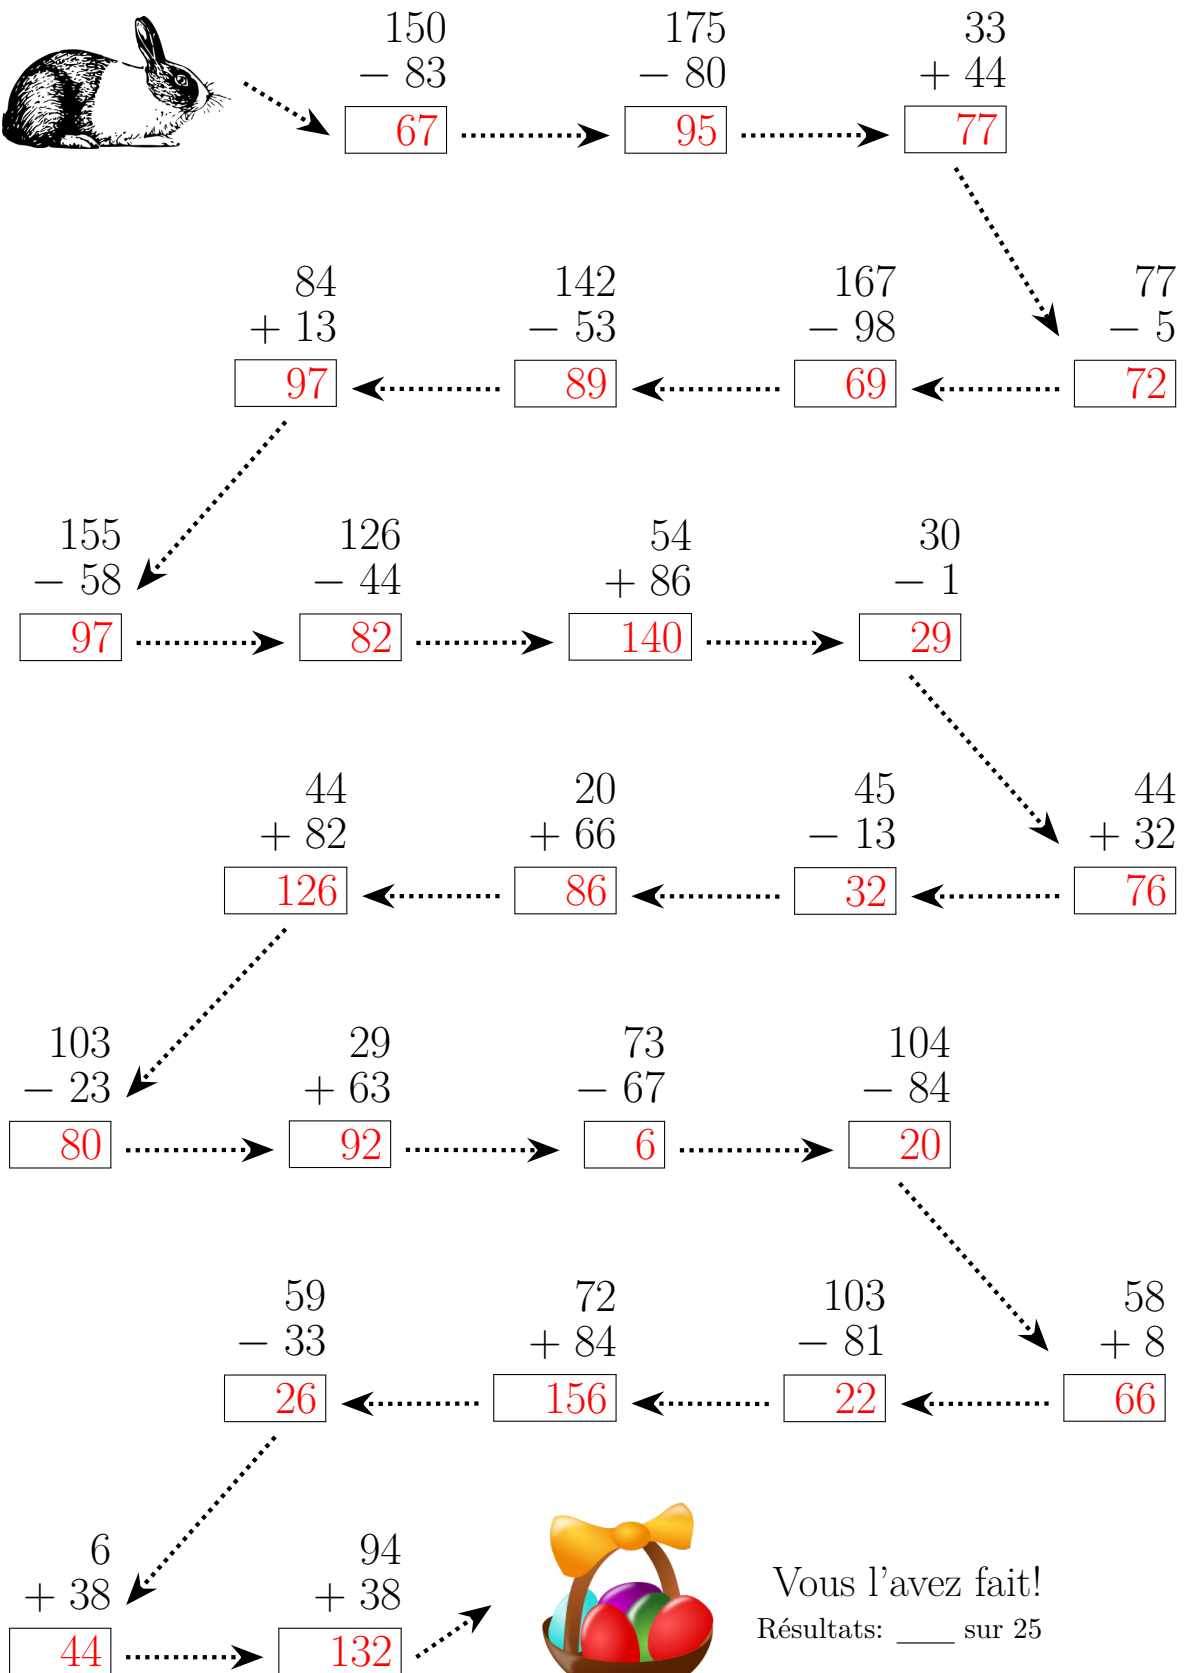 150 175 33
− 83 − 80 + 44
67 95 77
84 142 167 77
+ 13 − 53 − 98 − 5
97 89 69 72
155 126 54 30
− 58 − 44 + 86 − 1
97 82 140 29
44 20 45 44
+ 82 + 66 − 13 + 32
126 86 32 76
103 29 73 104
− 23 + 63 − 67 − 84
80 92 6 20
59 72 103 58
− 33 + 84 − 81 + 8
26 156 22 66
6 94
+ 38 + 38
44 132
Vous l'avez fait!
Résultats: ___ sur 25